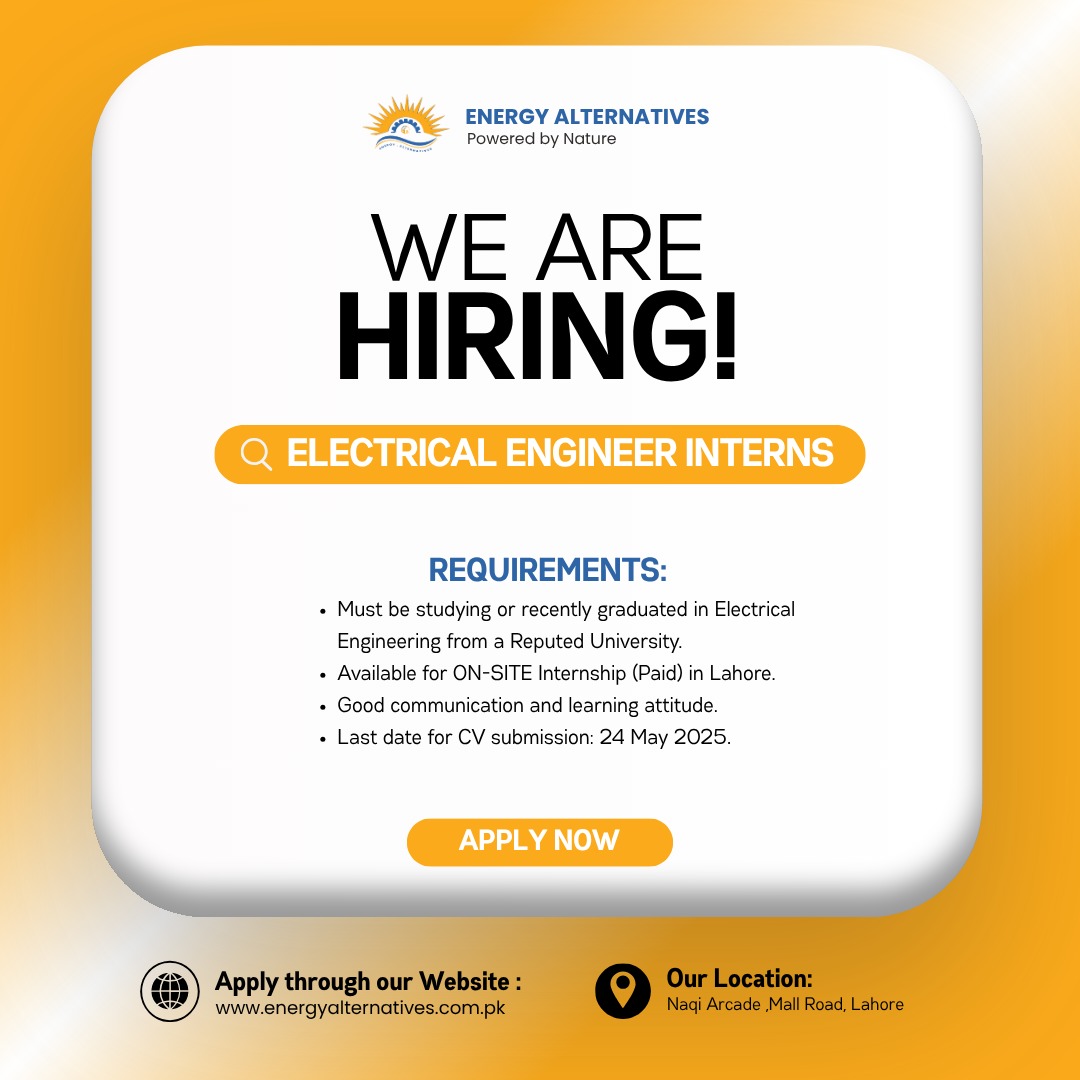 ENERGY ALTERNATIVES
Powered by Nature
WE ARE
HIRING!
ELECTRICAL ENGINEER INTERNS
REQUIREMENTS:
• Must be studying or recently graduated in Electrical
Engineering from a Reputed University.
• Available for ON-SITE Internship (Paid) in Lahore.
• Good communication and learning attitude.
• Last date for CV submission: 24 May 2025.
APPLY NOW
Apply through our Website :
www.energyalternatives.com.pk
Our Location:
Naqi Arcade ,Mall Road, Lahore